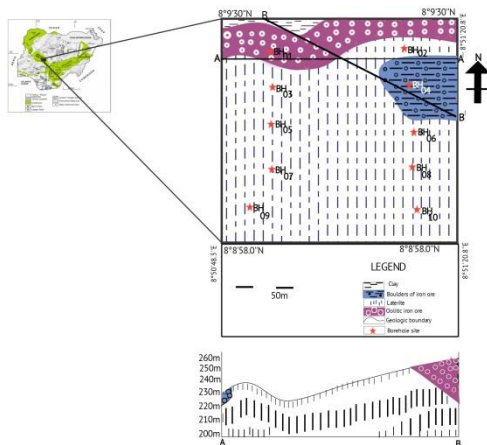 8°9'30"N
8°9'30"N
B
8°51'20.8"E
A
BH 01
BH 02
A
BH 03
BH 04
N
BH 05
BH 06
B'
BH 07
BH 08
BH 09
BH 10
8°50'48.3"E
8°8'58.0"N
8°8'58.0"N
8°51'20.8"E
50m
LEGEND
Clay
Boulders of iron ore
Laterite
Oolitic iron ore
Geologic boundary
Borehole site
260m
250m
240m
230m
220m
210m
200m
A
B